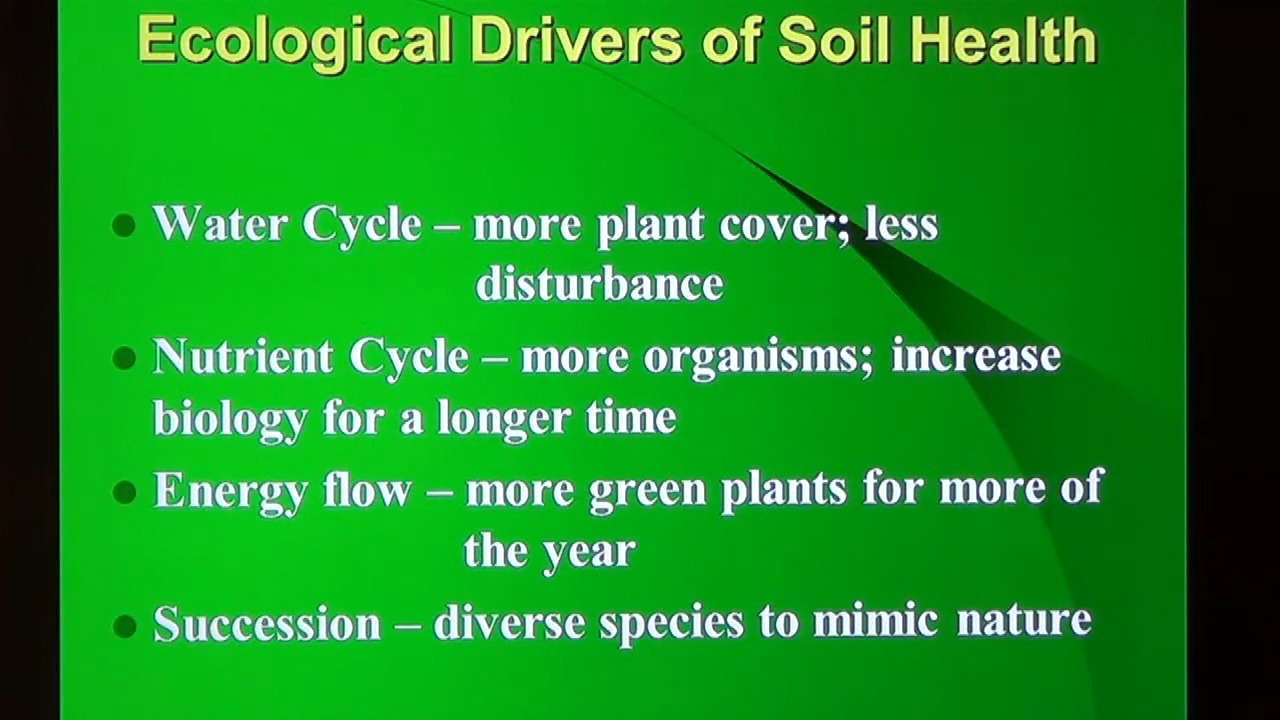 Ecological Drivers of Soil Health
Water Cycle – more plant cover; less
disturbance
Nutrient Cycle – more organisms; increase
biology for a longer time
Energy flow – more green plants for more of
the year
Succession – diverse species to mimic nature